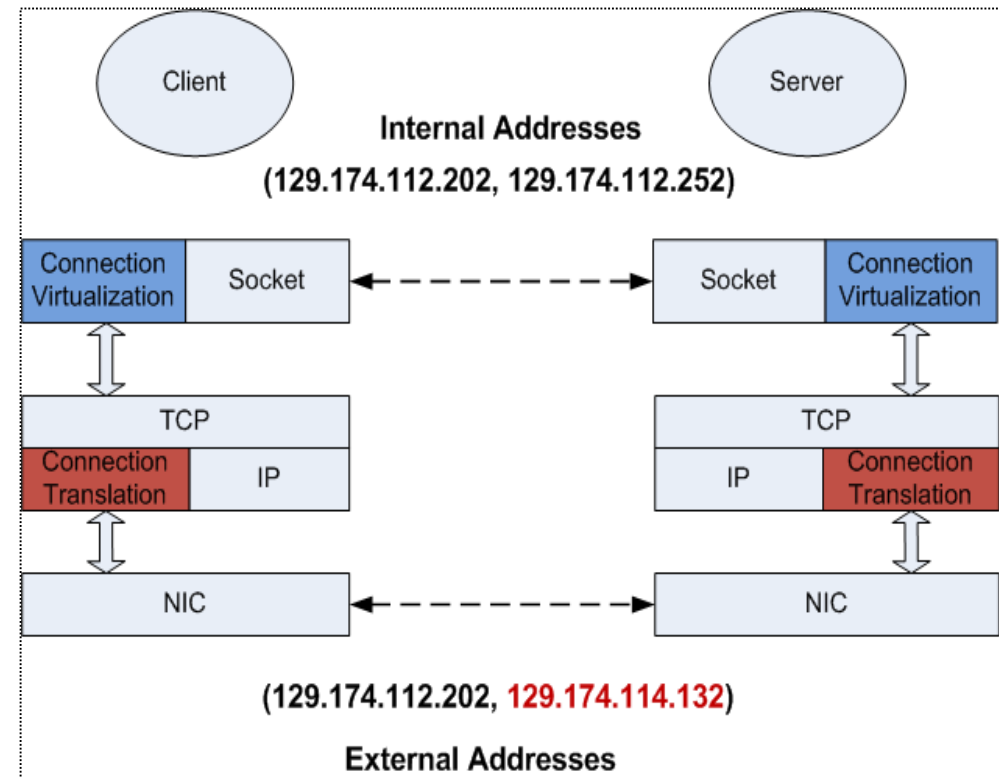 Client
Server
Internal Addresses
(129.174.112.202, 129.174.112.252)
Connection
Virtualization
Socket
Socket
Connection
Virtualization
TCP
TCP
Connection
Translation
IP
IP
Connection
Translation
NIC
NIC
(129.174.112.202, 129.174.114.132)
External Addresses